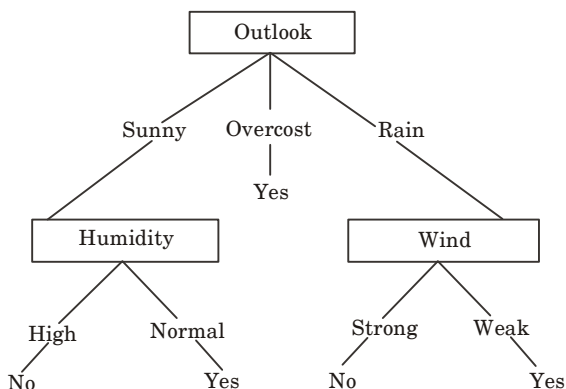 Outlook
Sunny Overcost Rain
Yes
Humidity Wind
High Normal Strong Weak
No Yes No Yes